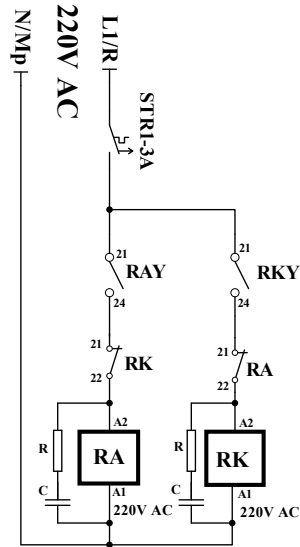 N/Mp
220V AC
L1/R
STR1-3A
21
RAY
24
21
RKY
24
21
22
RK
21
22
RA
A2
R
RA
C
A1
220V AC
A2
R
RK
C
A1
220V AC